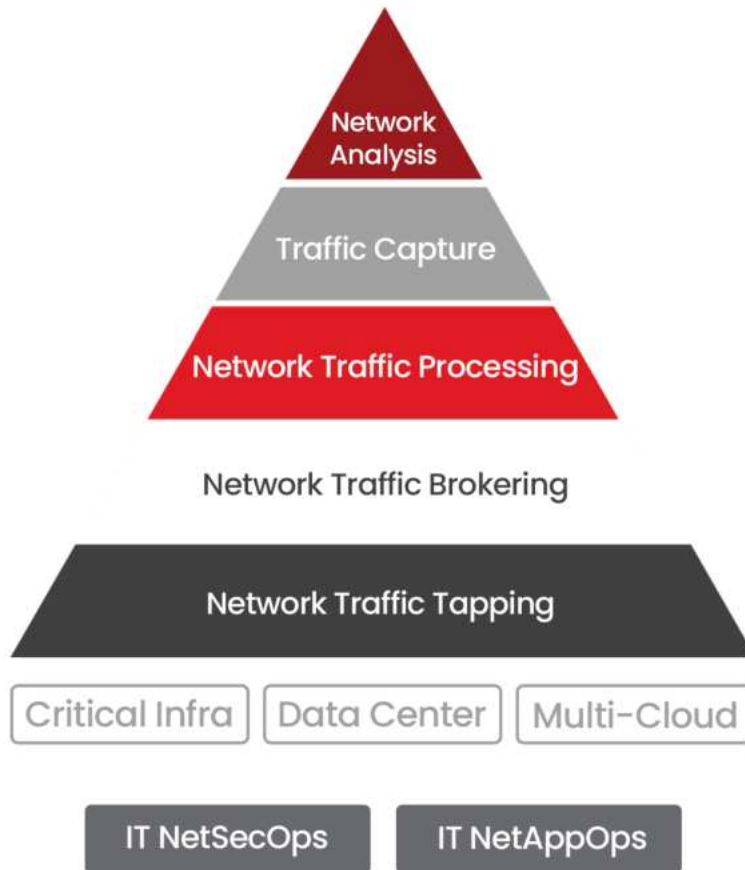 Network
Analysis
Traffic Capture
Network Traffic Processing
Network Traffic Brokering
Network Traffic Tapping
Critical Infra
Data Center
Multi-Cloud
IT NetSecOps
IT NetAppOps